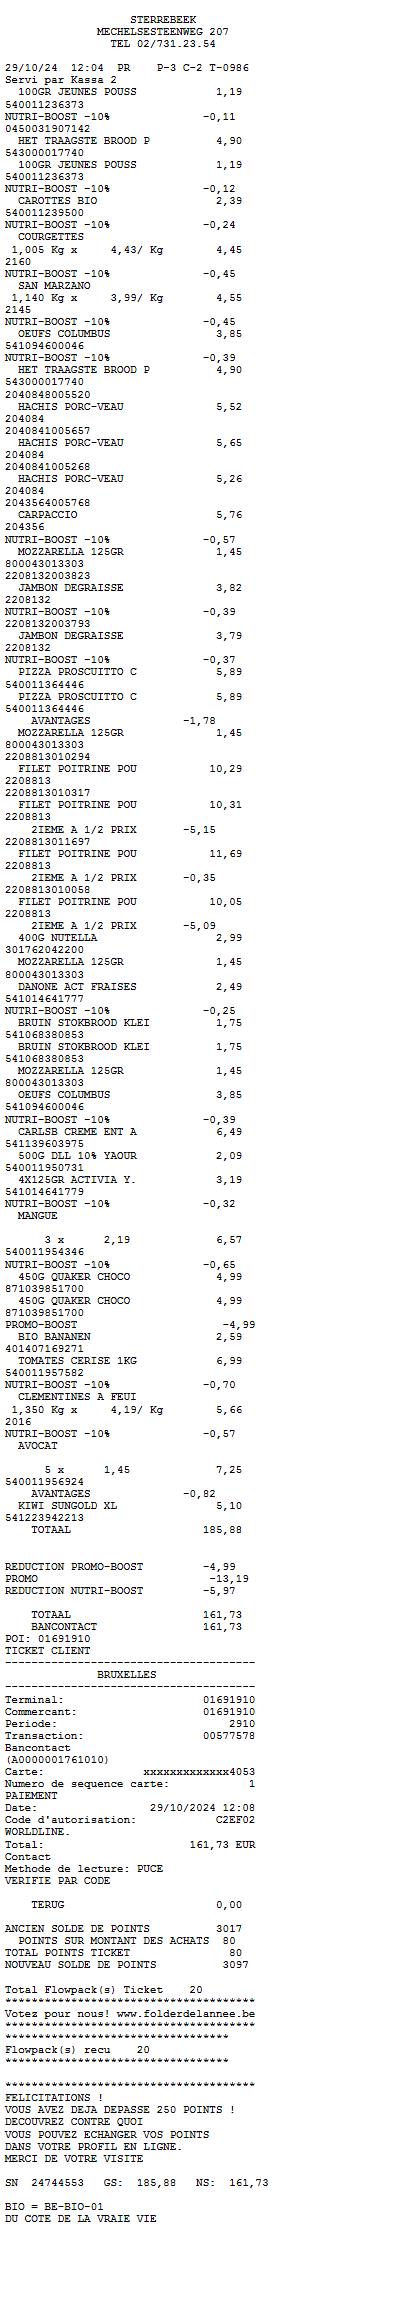 STERREBEEK
MECHELSESTEENWEG 207
TEL 02/731.23.54
29/10/24 12:04 PR P-3 C-2 T-0986
Servi par Kassa 2
100GR JEUNES POUSS 1,19
540011236373
NUTRI-BOOST -10% -0,11
0450031907142
HET TRAAGSTE BROOD P 4,90
543000017740
100GR JEUNES POUSS 1,19
540011236373
NUTRI-BOOST -10% -0,12
CAROTTES BIO 2,39
540011239500
NUTRI-BOOST -10% -0,24
COURGETTES
1,005 Kg x 4,43/ Kg 4,45
2160
NUTRI-BOOST -10% -0,45
SAN MARZANO
1,140 Kg x 3,99/ Kg 4,55
2145
NUTRI-BOOST -10% -0,45
OEUFS COLUMBUS 3,85
541094600046
NUTRI-BOOST -10% -0,39
HET TRAAGSTE BROOD P 4,90
543000017740
2040848005520
HACHIS PORC-VEAU 5,52
204084
2040841005657
HACHIS PORC-VEAU 5,65
204084
2040841005268
HACHIS PORC-VEAU 5,26
204084
2043564005768
CARPACCIO 5,76
204356
NUTRI-BOOST -10% -0,57
MOZZARELLA 125GR 1,45
800043013303
2208132003823
JAMBON DEGRAISSE 3,82
2208132
NUTRI-BOOST -10% -0,39
2208132003793
JAMBON DEGRAISSE 3,79
2208132
NUTRI-BOOST -10% -0,37
PIZZA PROSCUITTO C 5,89
540011364446
PIZZA PROSCUITTO C 5,89
540011364446
AVANTAGES -1,78
MOZZARELLA 125GR 1,45
800043013303
2208813010294
FILET POITRINE POU 10,29
2208813
2208813010317
FILET POITRINE POU 10,31
2208813
2IEME A 1/2 PRIX -5,15
2208813011697
FILET POITRINE POU 11,69
2208813
2IEME A 1/2 PRIX -0,35
2208813010058
FILET POITRINE POU 10,05
2208813
2IEME A 1/2 PRIX -5,09
400G NUTELLA 2,99
301762042200
MOZZARELLA 125GR 1,45
800043013303
DANONE ACT FRAISES 2,49
541014641777
NUTRI-BOOST -10% -0,25
BRUIN STOKBROOD KLEI 1,75
541068380853
BRUIN STOKBROOD KLEI 1,75
541068380853
MOZZARELLA 125GR 1,45
800043013303
OEUFS COLUMBUS 3,85
541094600046
NUTRI-BOOST -10% -0,39
CARLSB CREME ENT A 6,49
541139603975
500G DLL 10% YAOUR 2,09
540011950731
4X125GR ACTIVIA Y. 3,19
541014641779
NUTRI-BOOST -10% -0,32
MANGUE
3 x 2,19 6,57
540011954346
NUTRI-BOOST -10% -0,65
450G QUAKER CHOCO 4,99
871039851700
450G QUAKER CHOCO 4,99
871039851700
PROMO-BOOST -4,99
BIO BANANEN 2,59
401407169271
TOMATES CERISE 1KG 6,99
540011957582
NUTRI-BOOST -10% -0,70
CLEMENTINES A FEUI
1,350 Kg x 4,19/ Kg 5,66
2016
NUTRI-BOOST -10% -0,57
AVOCAT
5 x 1,45 7,25
540011956924
AVANTAGES -0,82
KIWI SUNGOLD XL 5,10
541223942213
TOTAAL 185,88
REDUCTION PROMO-BOOST -4,99
PROMO -13,19
REDUCTION NUTRI-BOOST -5,97
TOTAAL 161,73
BANCONTACT 161,73
POI: 01691910
TICKET CLIENT
--------------------------------------
BRUXELLES
--------------------------------------
Terminal: 01691910
Commercant: 01691910
Periode: 2910
Transaction: 00577578
Bancontact
(A0000001761010)
Carte: xxxxxxxxxxxxx4053
Numero de sequence carte: 1
PAIEMENT
Date: 29/10/2024 12:08
Code d'autorisation: C2EF02
WORLDLINE.
Total: 161,73 EUR
Contact
Methode de lecture: PUCE
VERIFIE PAR CODE
TERUG 0,00
ANCIEN SOLDE DE POINTS 3017
POINTS SUR MONTANT DES ACHATS 80
TOTAL POINTS TICKET 80
NOUVEAU SOLDE DE POINTS 3097
Total Flowpack(s) Ticket 20
**************************************
Votez pour nous! www.folderdelannee.be
**************************************
**********************************
Flowpack(s) recu 20
**********************************
**************************************
FELICITATIONS !
VOUS AVEZ DEJA DEPASSE 250 POINTS !
DECOUVREZ CONTRE QUOI
VOUS POUVEZ ECHANGER VOS POINTS
DANS VOTRE PROFIL EN LIGNE.
MERCI DE VOTRE VISITE
SN 24744553 GS: 185,88 NS: 161,73
BIO = BE-BIO-01
DU COTE DE LA VRAIE VIE